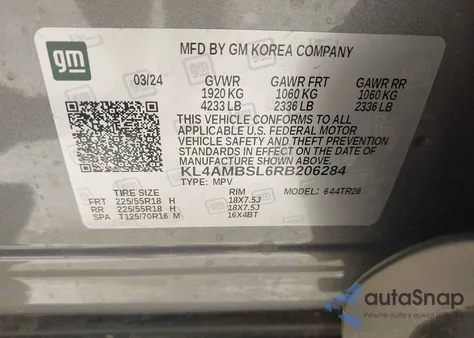 gm
MFD BY GM KOREA COMPANY
03/24 GVWR GAWR FRT GAWR RR
1920 KG 1060 KG 1060 KG
4233 LB 2336 LB 2336 LB
THIS VEHICLE CONFORMS TO ALL
APPLICABLE U.S. FEDERAL MOTOR
VEHICLE SAFETY AND THEFT PREVENTION
STANDARDS IN EFFECT ON THE DATE OF
MANUFACTURE SHOWN ABOVE.
KL4AMBSL6RB206284
TYPE: MPV MODEL: 644TR26
TIRE SIZE RIM
FRT 225/55R18 H 18X7.5J
RR 225/55R18 H 18X7.5J
SPA T125/70R16 M 16X4BT
autoSnap